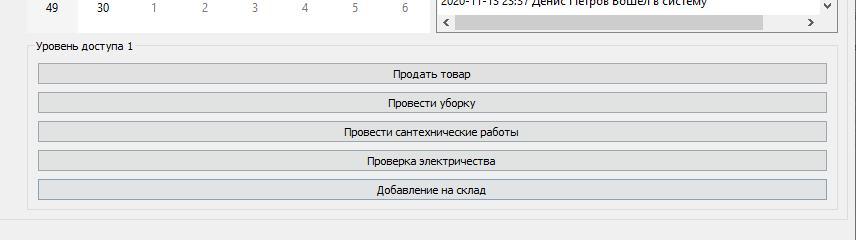 49 30 1 2 3 4 5 6
2020-11-13 23:37 Денис Петров Вошел в систему
Уровень доступа 1
Продать товар
Провести уборку
Провести сантехнические работы
Проверка электричества
Добавление на склад